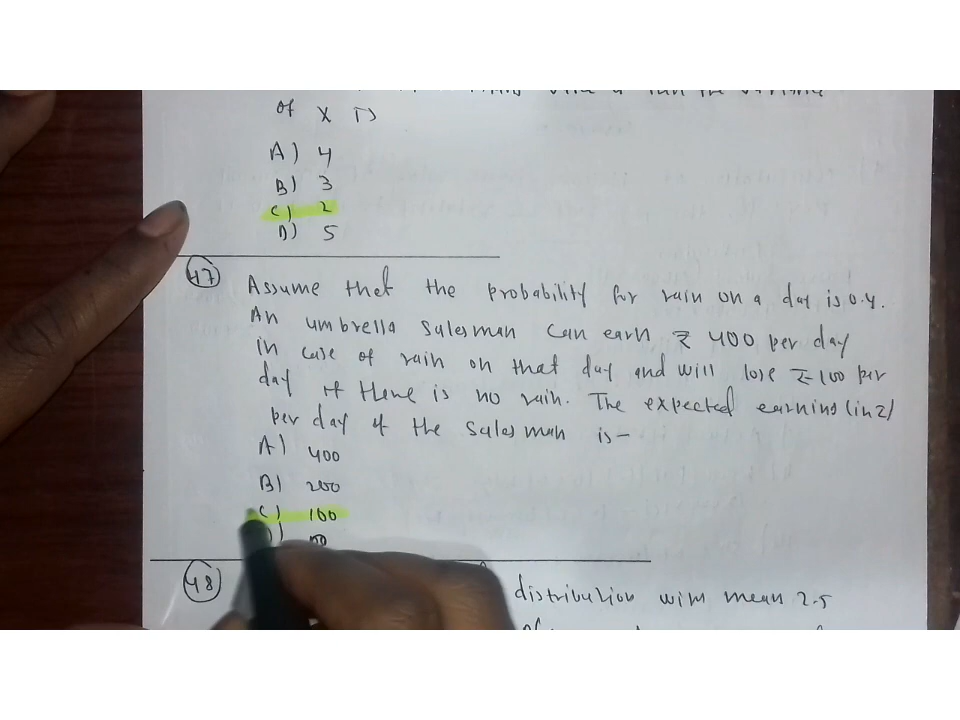 of X is
A) 4
B) 3
C) 2
D) 5
47 Assume that the probability for rain on a day is 0.4.
An umbrella salesman can earn ₹ 400 per day
in case of rain on that day and will lose ₹ 100 per
day if there is no rain. The expected earning (in ₹)
per day of the salesman is -
A) 400
B) 200
C) 100
48 distribution with mean 2.5